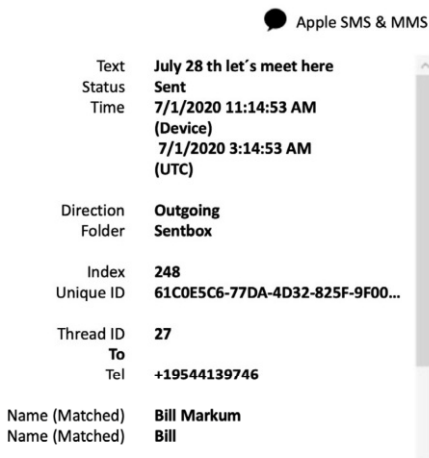 Apple SMS & MMS
Text July 28 th let´s meet here
Status Sent
Time 7/1/2020 11:14:53 AM
(Device)
7/1/2020 3:14:53 AM
(UTC)
Direction Outgoing
Folder Sentbox
Index 248
Unique ID 61C0E5C6-77DA-4D32-825F-9F00...
Thread ID 27
To
Tel +19544139746
Name (Matched) Bill Markum
Name (Matched) Bill